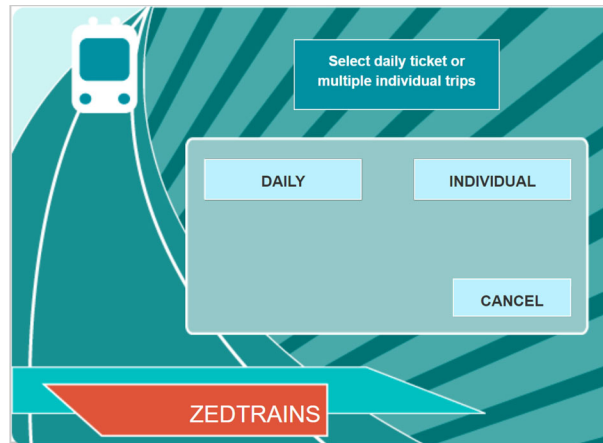 Select daily ticket or
multiple individual trips
DAILY
INDIVIDUAL
CANCEL
ZEDTRAINS